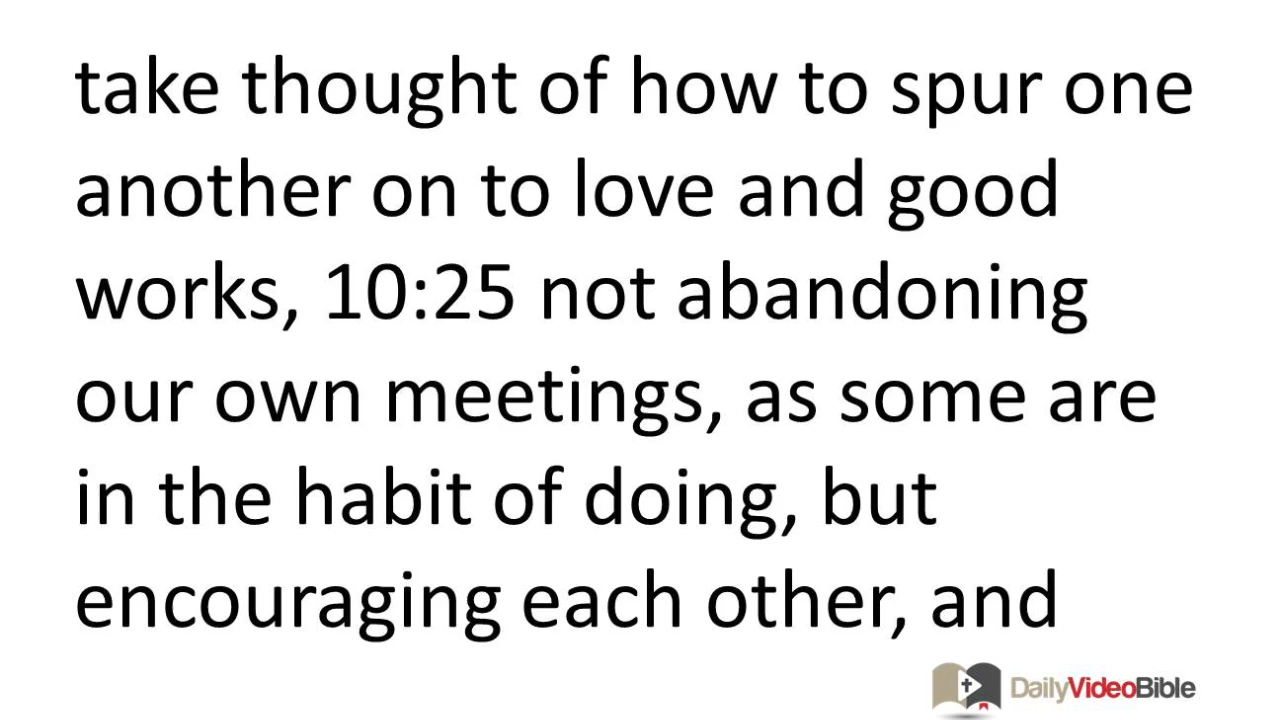 take thought of how to spur one
another on to love and good
works, 10:25 not abandoning
our own meetings, as some are
in the habit of doing, but
encouraging each other, and
DailyVideoBible